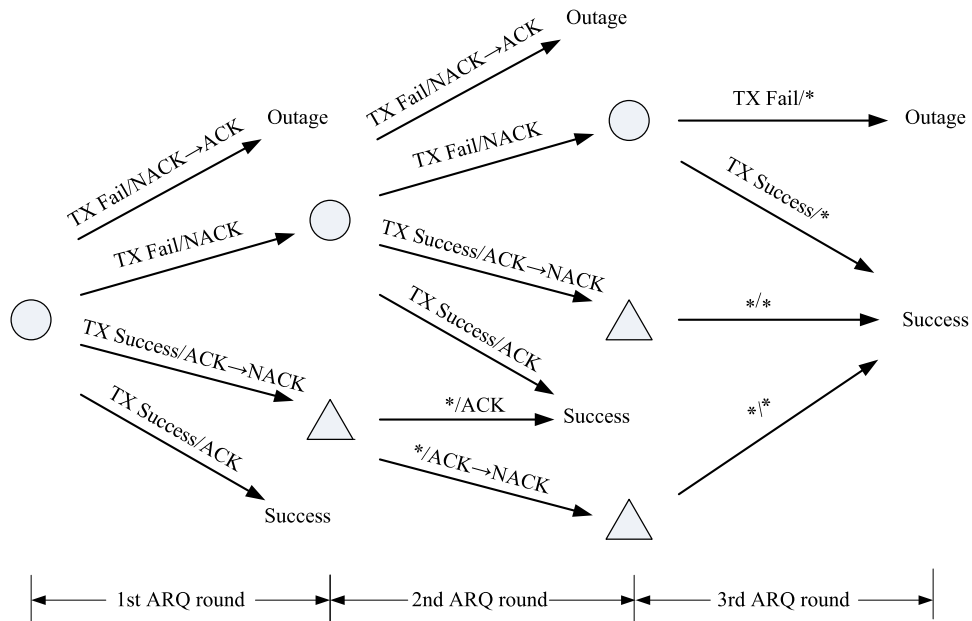 Outage
TX Fail/NACK→ACK
TX Fail/*
Outage
Outage
TX Fail/NACK→ACK
TX Fail/NACK
TX Success/*
TX Fail/NACK
TX Success/ACK→NACK
*/*
Success
TX Success/ACK
TX Success/ACK→NACK
*/ACK
Success
*/*
TX Success/ACK
*/ACK→NACK
Success
1st ARQ round
2nd ARQ round
3rd ARQ round